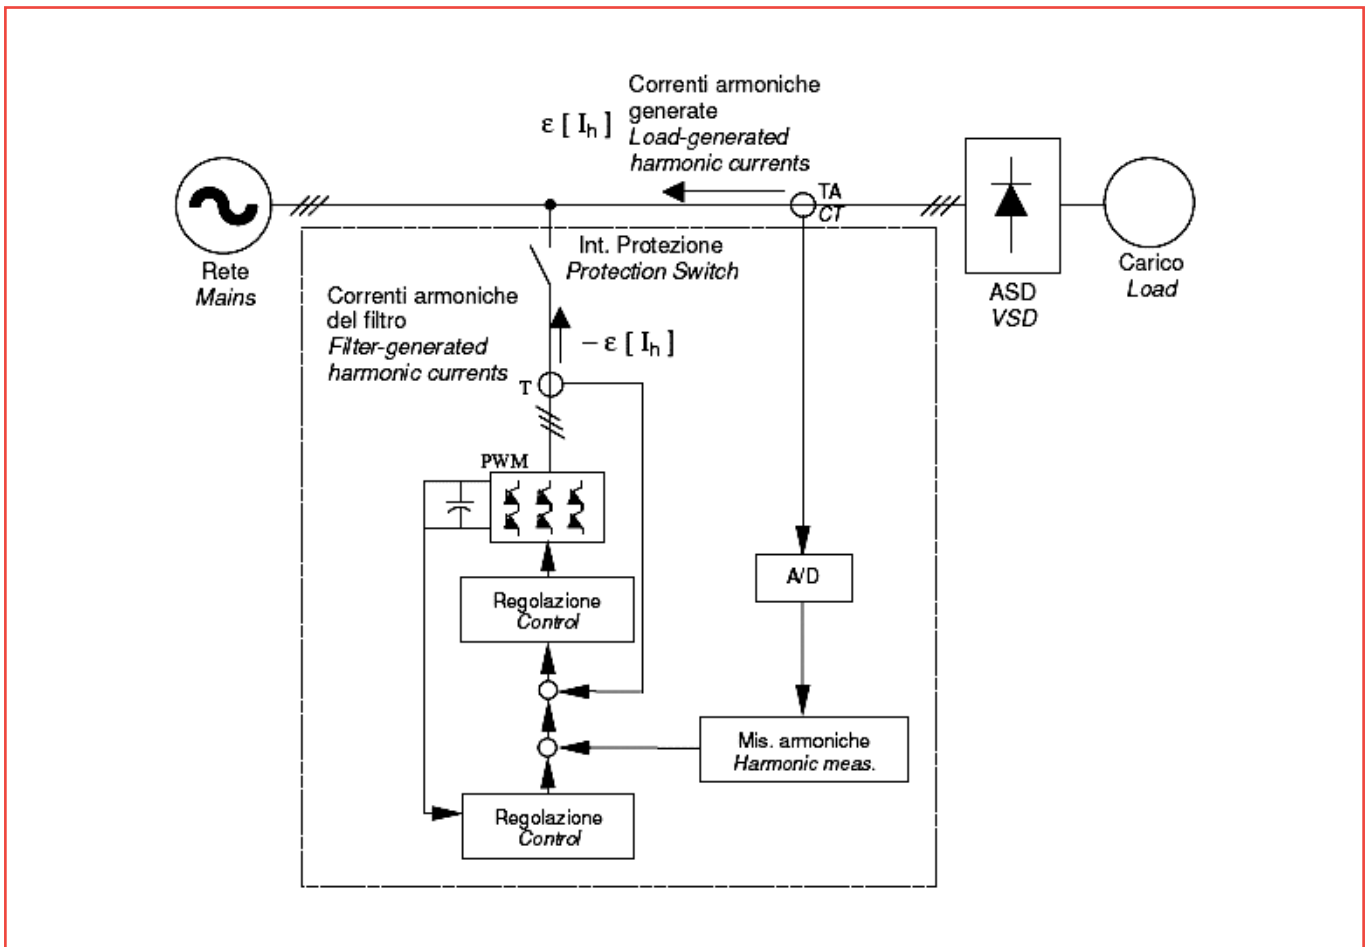 Correnti armoniche
generate
Load-generated
harmonic currents
ε [ Iₕ ]
TA
CT
Rete
Mains
Int. Protezione
Protection Switch
Carico
Load
ASD
VSD
Correnti armoniche
del filtro
Filter-generated
harmonic currents
– ε [ Iₕ ]
T
PWM
A/D
Regolazione
Control
Mis. armoniche
Harmonic meas.
Regolazione
Control